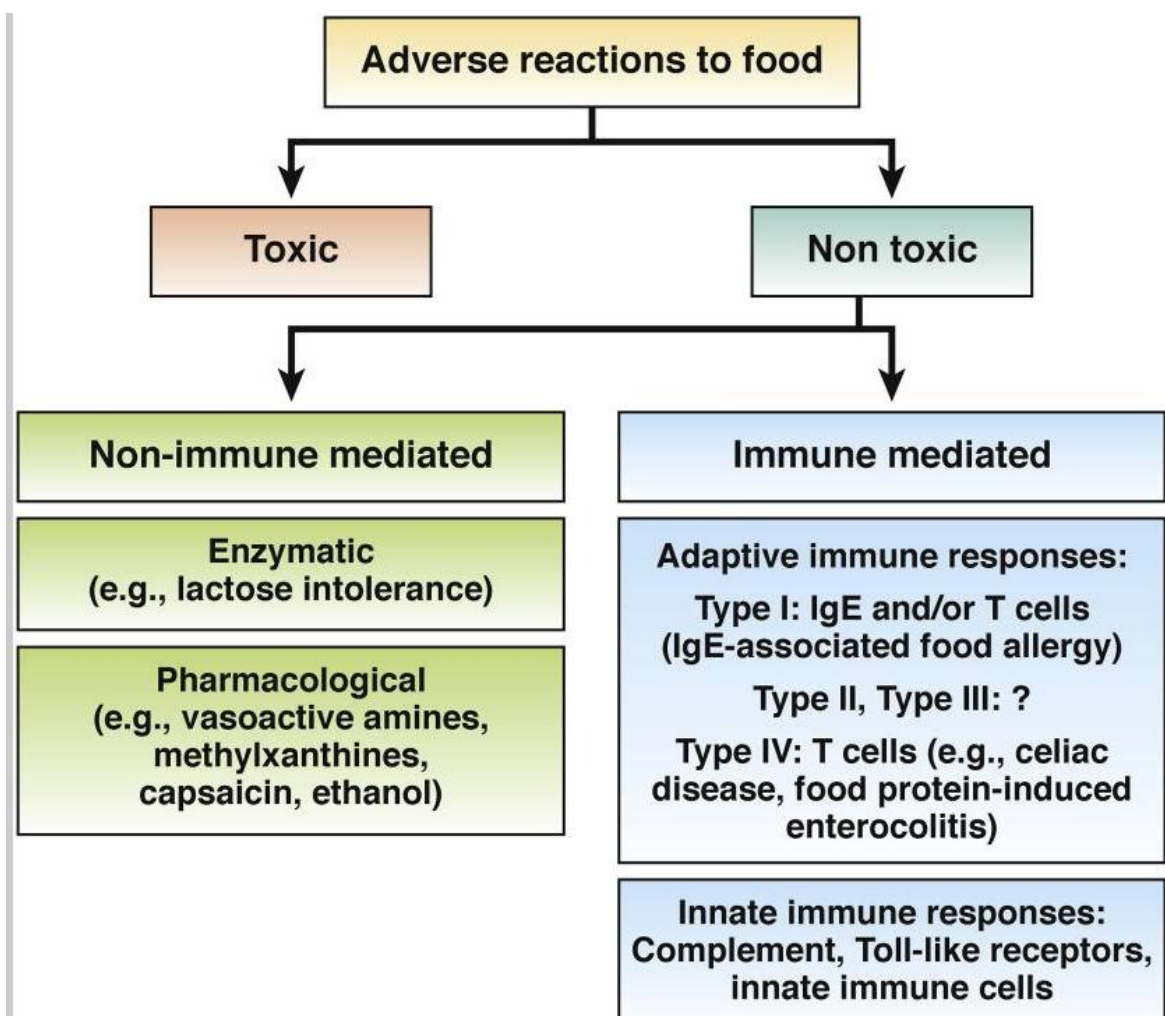 Adverse reactions to food
Toxic
Non toxic
Non-immune mediated
Enzymatic
(e.g., lactose intolerance)
Pharmacological
(e.g., vasoactive amines,
methylxanthines,
capsaicin, ethanol)
Immune mediated
Adaptive immune responses:
Type I: IgE and/or T cells
(IgE-associated food allergy)
Type II, Type III: ?
Type IV: T cells (e.g., celiac
disease, food protein-induced
enterocolitis)
Innate immune responses:
Complement, Toll-like receptors,
innate immune cells